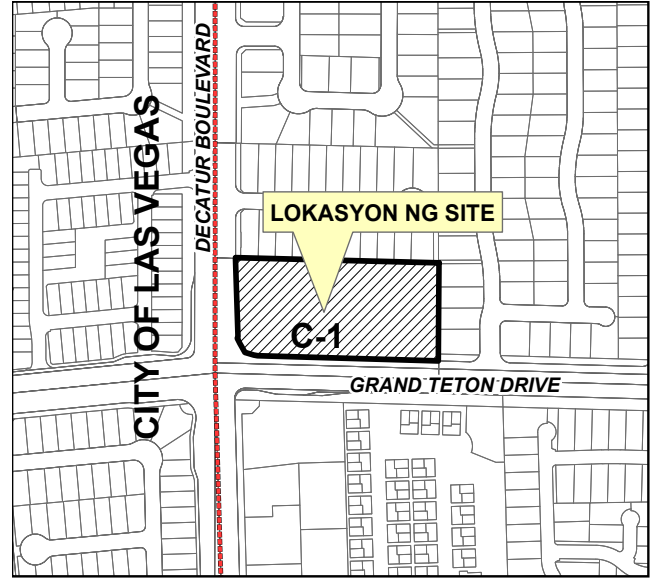 CITY OF LAS VEGAS
DECATUR BOULEVARD
LOKASYON NG SITE
C-1
GRAND TETON DRIVE